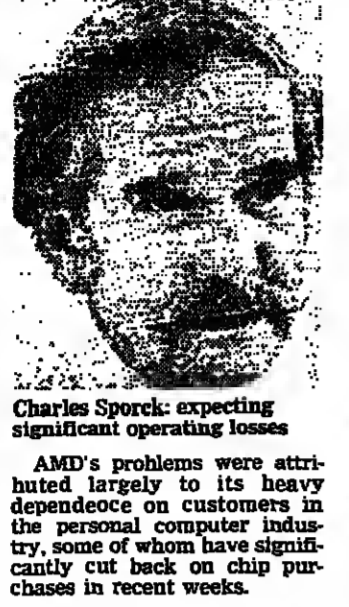 Charles Sporck: expecting
significant operating losses
AMD's prohlems were attri-
huted largely to its heavy
dependeoce on customers in
the personal computer indus-
try, some of whom have signifi-
cantly cut back on chip pur-
chases in recent weeks.